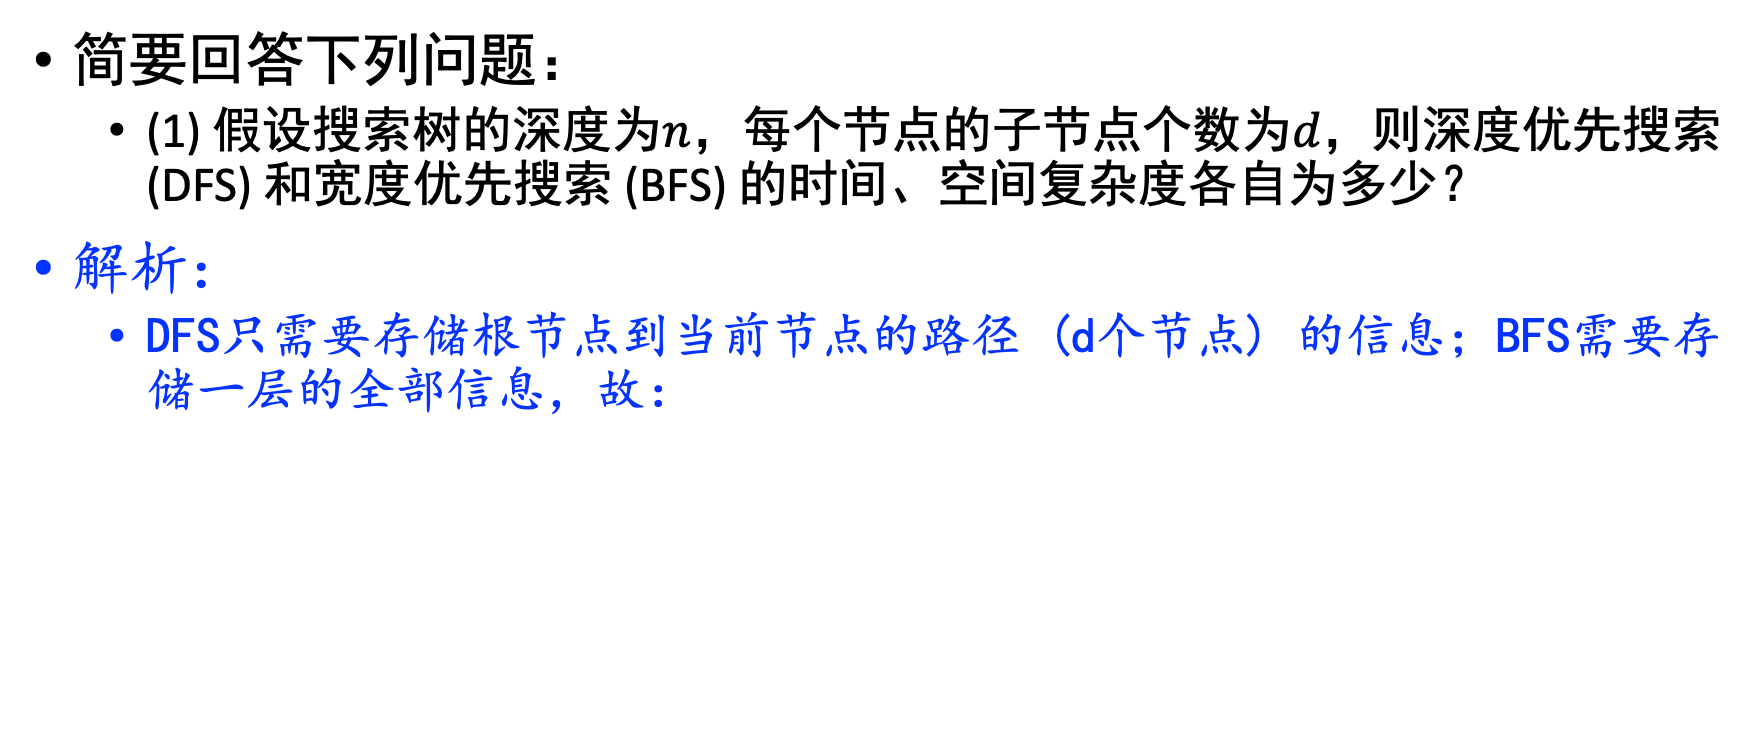 • 简要回答下列问题：
• (1) 假设搜索树的深度为n，每个节点的子节点个数为d，则深度优先搜索
(DFS) 和宽度优先搜索 (BFS) 的时间、空间复杂度各自为多少？
• 解析：
• DFS只需要存储根节点到当前节点的路径（d个节点）的信息；BFS需要存
储一层的全部信息，故：